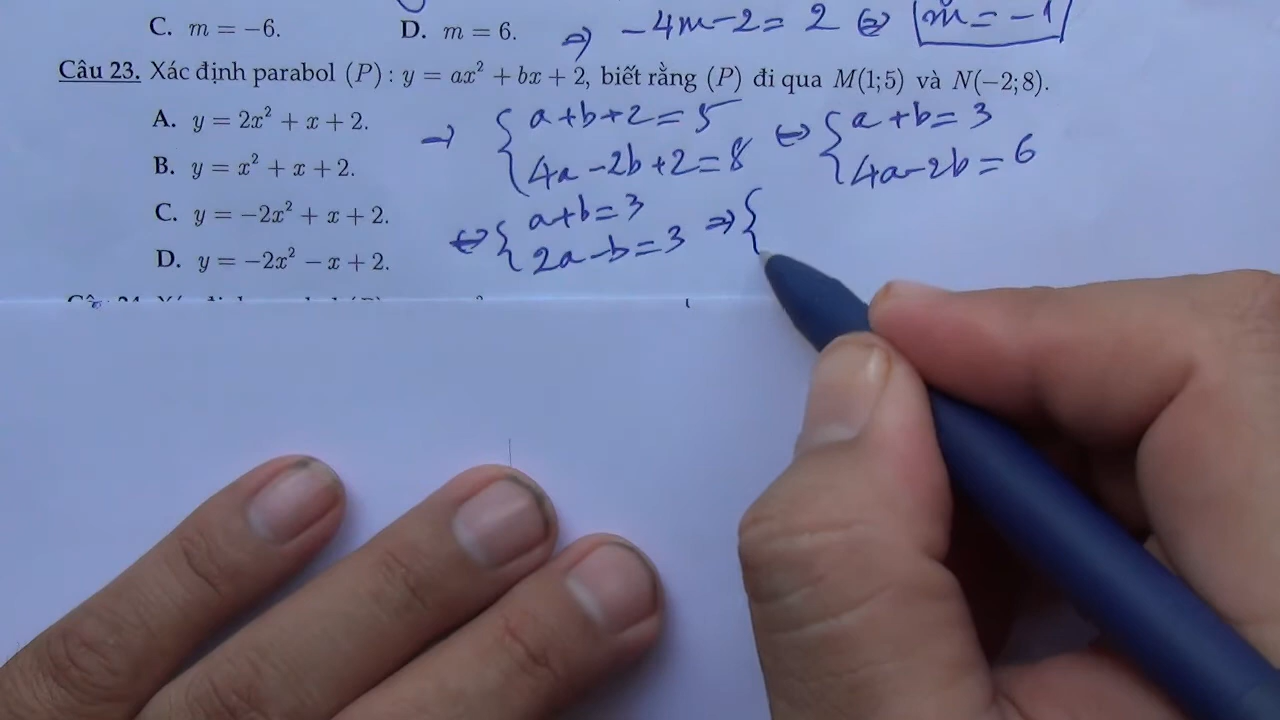 C. m = −6. D. m = 6. ⇒ −4m−2 = 2 ⇔ m = −1
Câu 23. Xác định parabol (P) : y = ax² + bx + 2, biết rằng (P) đi qua M(1;5) và N(−2;8).
A. y = 2x² + x + 2.
B. y = x² + x + 2.
C. y = −2x² + x + 2.
D. y = −2x² − x + 2.
→ { a+b+2=5 ⇔ { a+b=3
4a−2b+2=8 4a−2b=6
⇔ { a+b=3 ⇒ {
2a−b=3